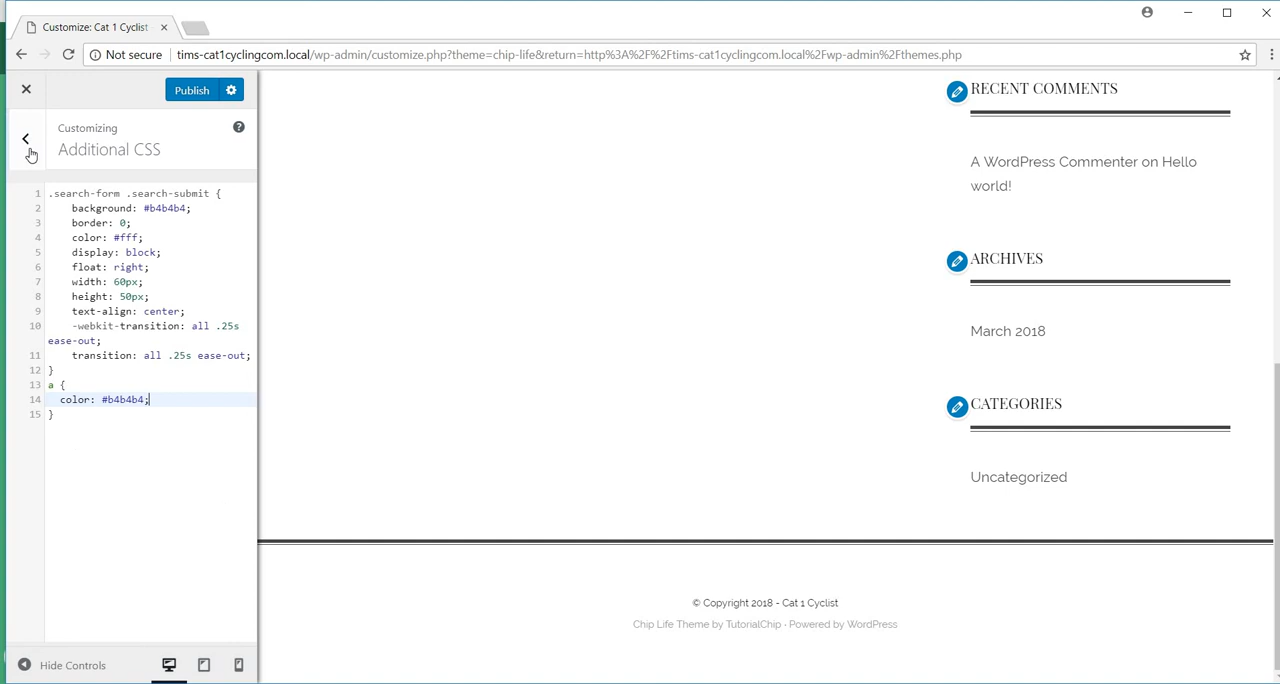 Customize: Cat 1 Cyclist
Not secure tims-cat1cyclingcom.local/wp-admin/customize.php?theme=chip-life&return=http%3A%2F%2Ftims-cat1cyclingcom.local%2Fwp-admin%2Fthemes.php
Publish
Customizing
Additional CSS
1 .search-form .search-submit {
2 background: #b4b4b4;
3 border: 0;
4 color: #fff;
5 display: block;
6 float: right;
7 width: 60px;
8 height: 50px;
9 text-align: center;
10 -webkit-transition: all .25s
ease-out;
11 transition: all .25s ease-out;
12 }
13 a {
14 color: #b4b4b4;
15 }
Hide Controls
RECENT COMMENTS
A WordPress Commenter on Hello
world!
ARCHIVES
March 2018
CATEGORIES
Uncategorized
© Copyright 2018 - Cat 1 Cyclist
Chip Life Theme by TutorialChip · Powered by WordPress